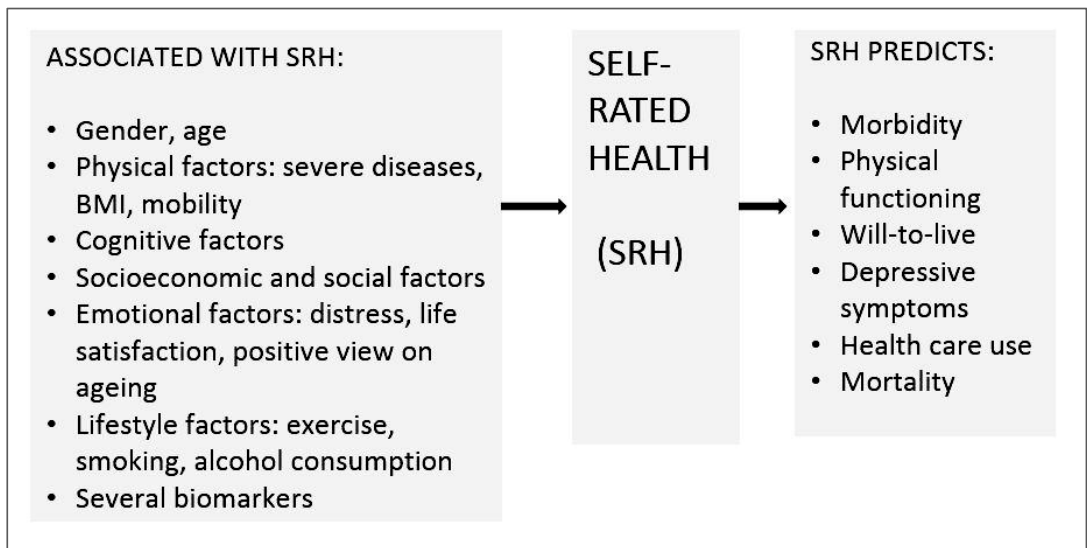 ASSOCIATED WITH SRH:
• Gender, age
• Physical factors: severe diseases,
BMI, mobility
• Cognitive factors
• Socioeconomic and social factors
• Emotional factors: distress, life
satisfaction, positive view on
ageing
• Lifestyle factors: exercise,
smoking, alcohol consumption
• Several biomarkers
SELF-
RATED
HEALTH
(SRH)
SRH PREDICTS:
• Morbidity
• Physical
functioning
• Will-to-live
• Depressive
symptoms
• Health care use
• Mortality